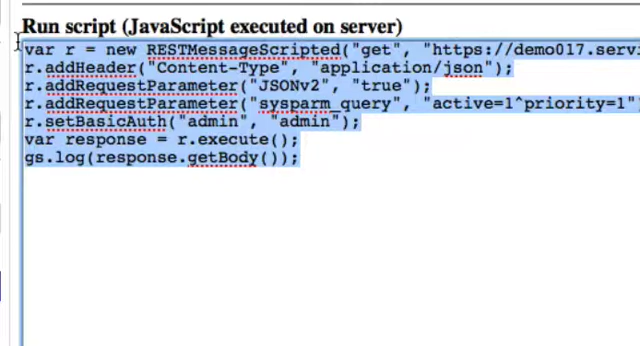 Run script (JavaScript executed on server)
var r = new RESTMessageScripted("get", "https://demo017.servi
r.addHeader("Content-Type", "application/json");
r.addRequestParameter("JSONv2", "true");
r.addRequestParameter("sysparm_query", "active=1^priority=1"
r.setBasicAuth("admin", "admin");
var response = r.execute();
gs.log(response.getBody());